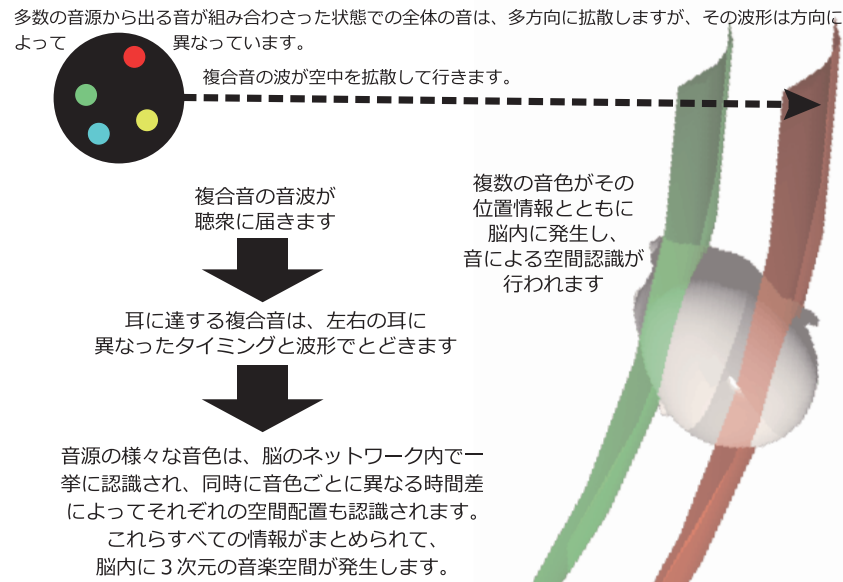 多数の音源から出る音が組み合わさった状態での全体の音は、多方向に拡散しますが、その波形は方向に
よって 異なっています。
複合音の波が空中を拡散して行きます。
複合音の音波が
聴衆に届きます
耳に達する複合音は、左右の耳に
異なったタイミングと波形でとどきます
音源の様々な音色は、脳のネットワーク内で一
挙に認識され、同時に音色ごとに異なる時間差
によってそれぞれの空間配置も認識されます。
これらすべての情報がまとめられて、
脳内に３次元の音楽空間が発生します。
複数の音色がその
位置情報とともに
脳内に発生し、
音による空間認識が
行われます